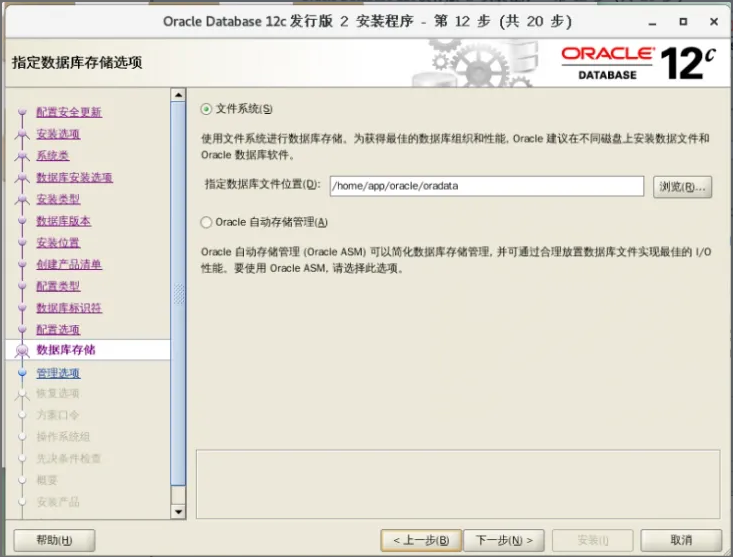 Oracle Database 12c 发行版 2 安装程序 - 第 12 步 (共 20 步)
指定数据库存储选项
ORACLE
DATABASE
12c
配置安全更新
安装选项
系统类
数据库安装选项
安装类型
数据库版本
安装位置
创建产品清单
配置类型
数据库标识符
配置选项
数据库存储
管理选项
恢复选项
方案口令
操作系统组
先决条件检查
概要
安装产品
文件系统(S)
使用文件系统进行数据库存储。为获得最佳的数据库组织和性能, Oracle 建议在不同磁盘上安装数据文件和
Oracle 数据库软件。
指定数据库文件位置(D): /home/app/oracle/oradata 浏览(R)...
Oracle 自动存储管理(A)
Oracle 自动存储管理 (Oracle ASM) 可以简化数据库存储管理, 并可通过合理放置数据库文件实现最佳的 I/O
性能。要使用 Oracle ASM, 请选择此选项。
帮助(H) < 上一步(B) 下一步(N) > 安装(I) 取消